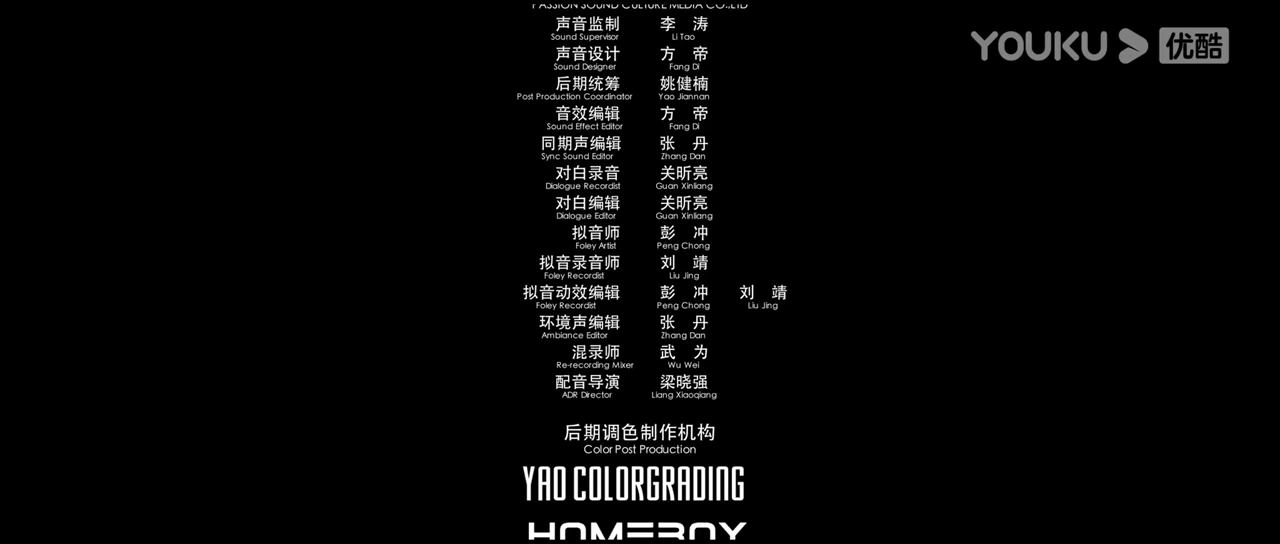 PASSION SOUND CULTURE MEDIA CO.,LTD
YOUKU 优酷
声音监制 李 涛
Sound Supervisor Li Tao
声音设计 方 帝
Sound Designer Fang Di
后期统筹 姚健楠
Post Production Coordinator Yao Jiannan
音效编辑 方 帝
Sound Effect Editor Fang Di
同期声编辑 张 丹
Sync Sound Editor Zhang Dan
对白录音 关昕亮
Dialogue Recordist Guan Xinliang
对白编辑 关昕亮
Dialogue Editor Guan Xinliang
拟音师 彭 冲
Foley Artist Peng Chong
拟音录音师 刘 靖
Foley Recordist Liu Jing
拟音动效编辑 彭 冲 刘 靖
Foley Recordist Peng Chong Liu Jing
环境声编辑 张 丹
Ambiance Editor Zhang Dan
混录师 武 为
Re-recording Mixer Wu Wei
配音导演 梁晓强
ADR Director Liang Xiaoqiang
后期调色制作机构
Color Post Production
YAO COLORGRADING
HOMEBOY